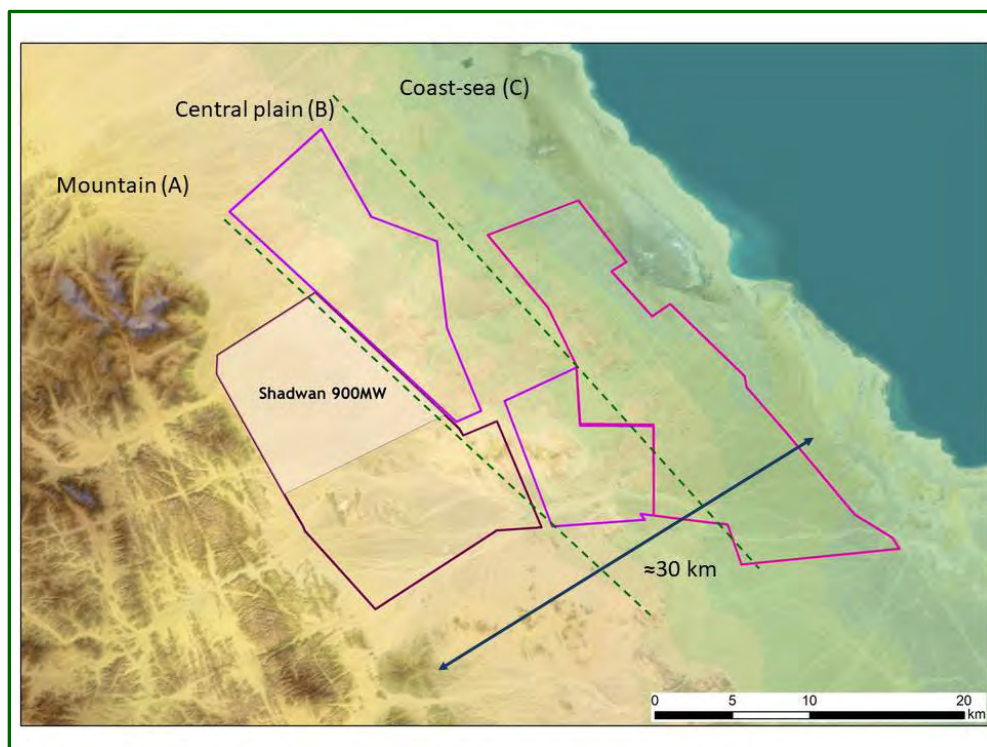 Coast-sea (C)
Central plain (B)
Mountain (A)
Shadwan 900MW
≈30 km
0 5 10 20
km